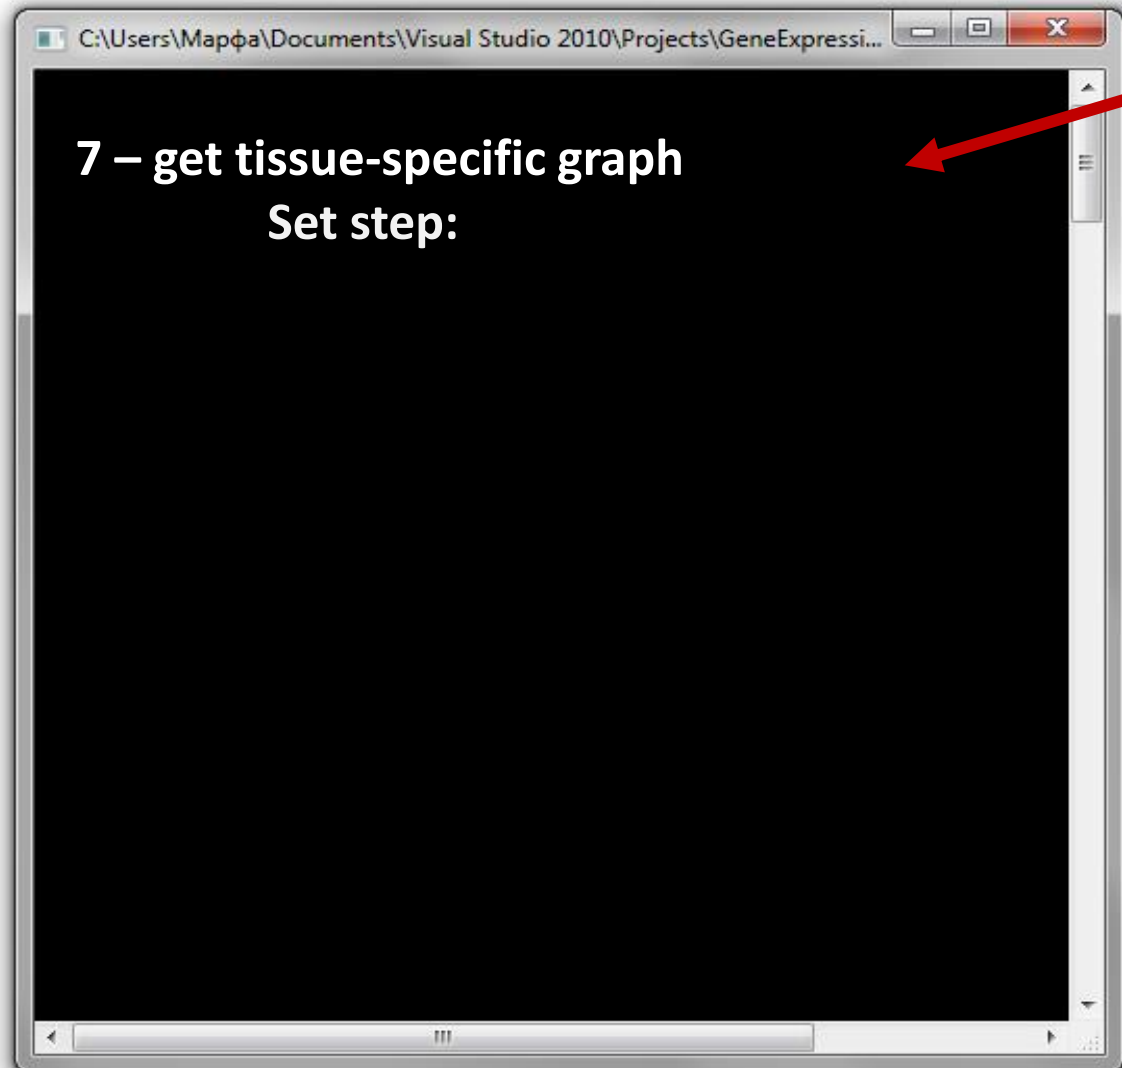 C:\Users\Марфа\Documents\Visual Studio 2010\Projects\GeneExpressi...
7 – get tissue-specific graph
Set step: